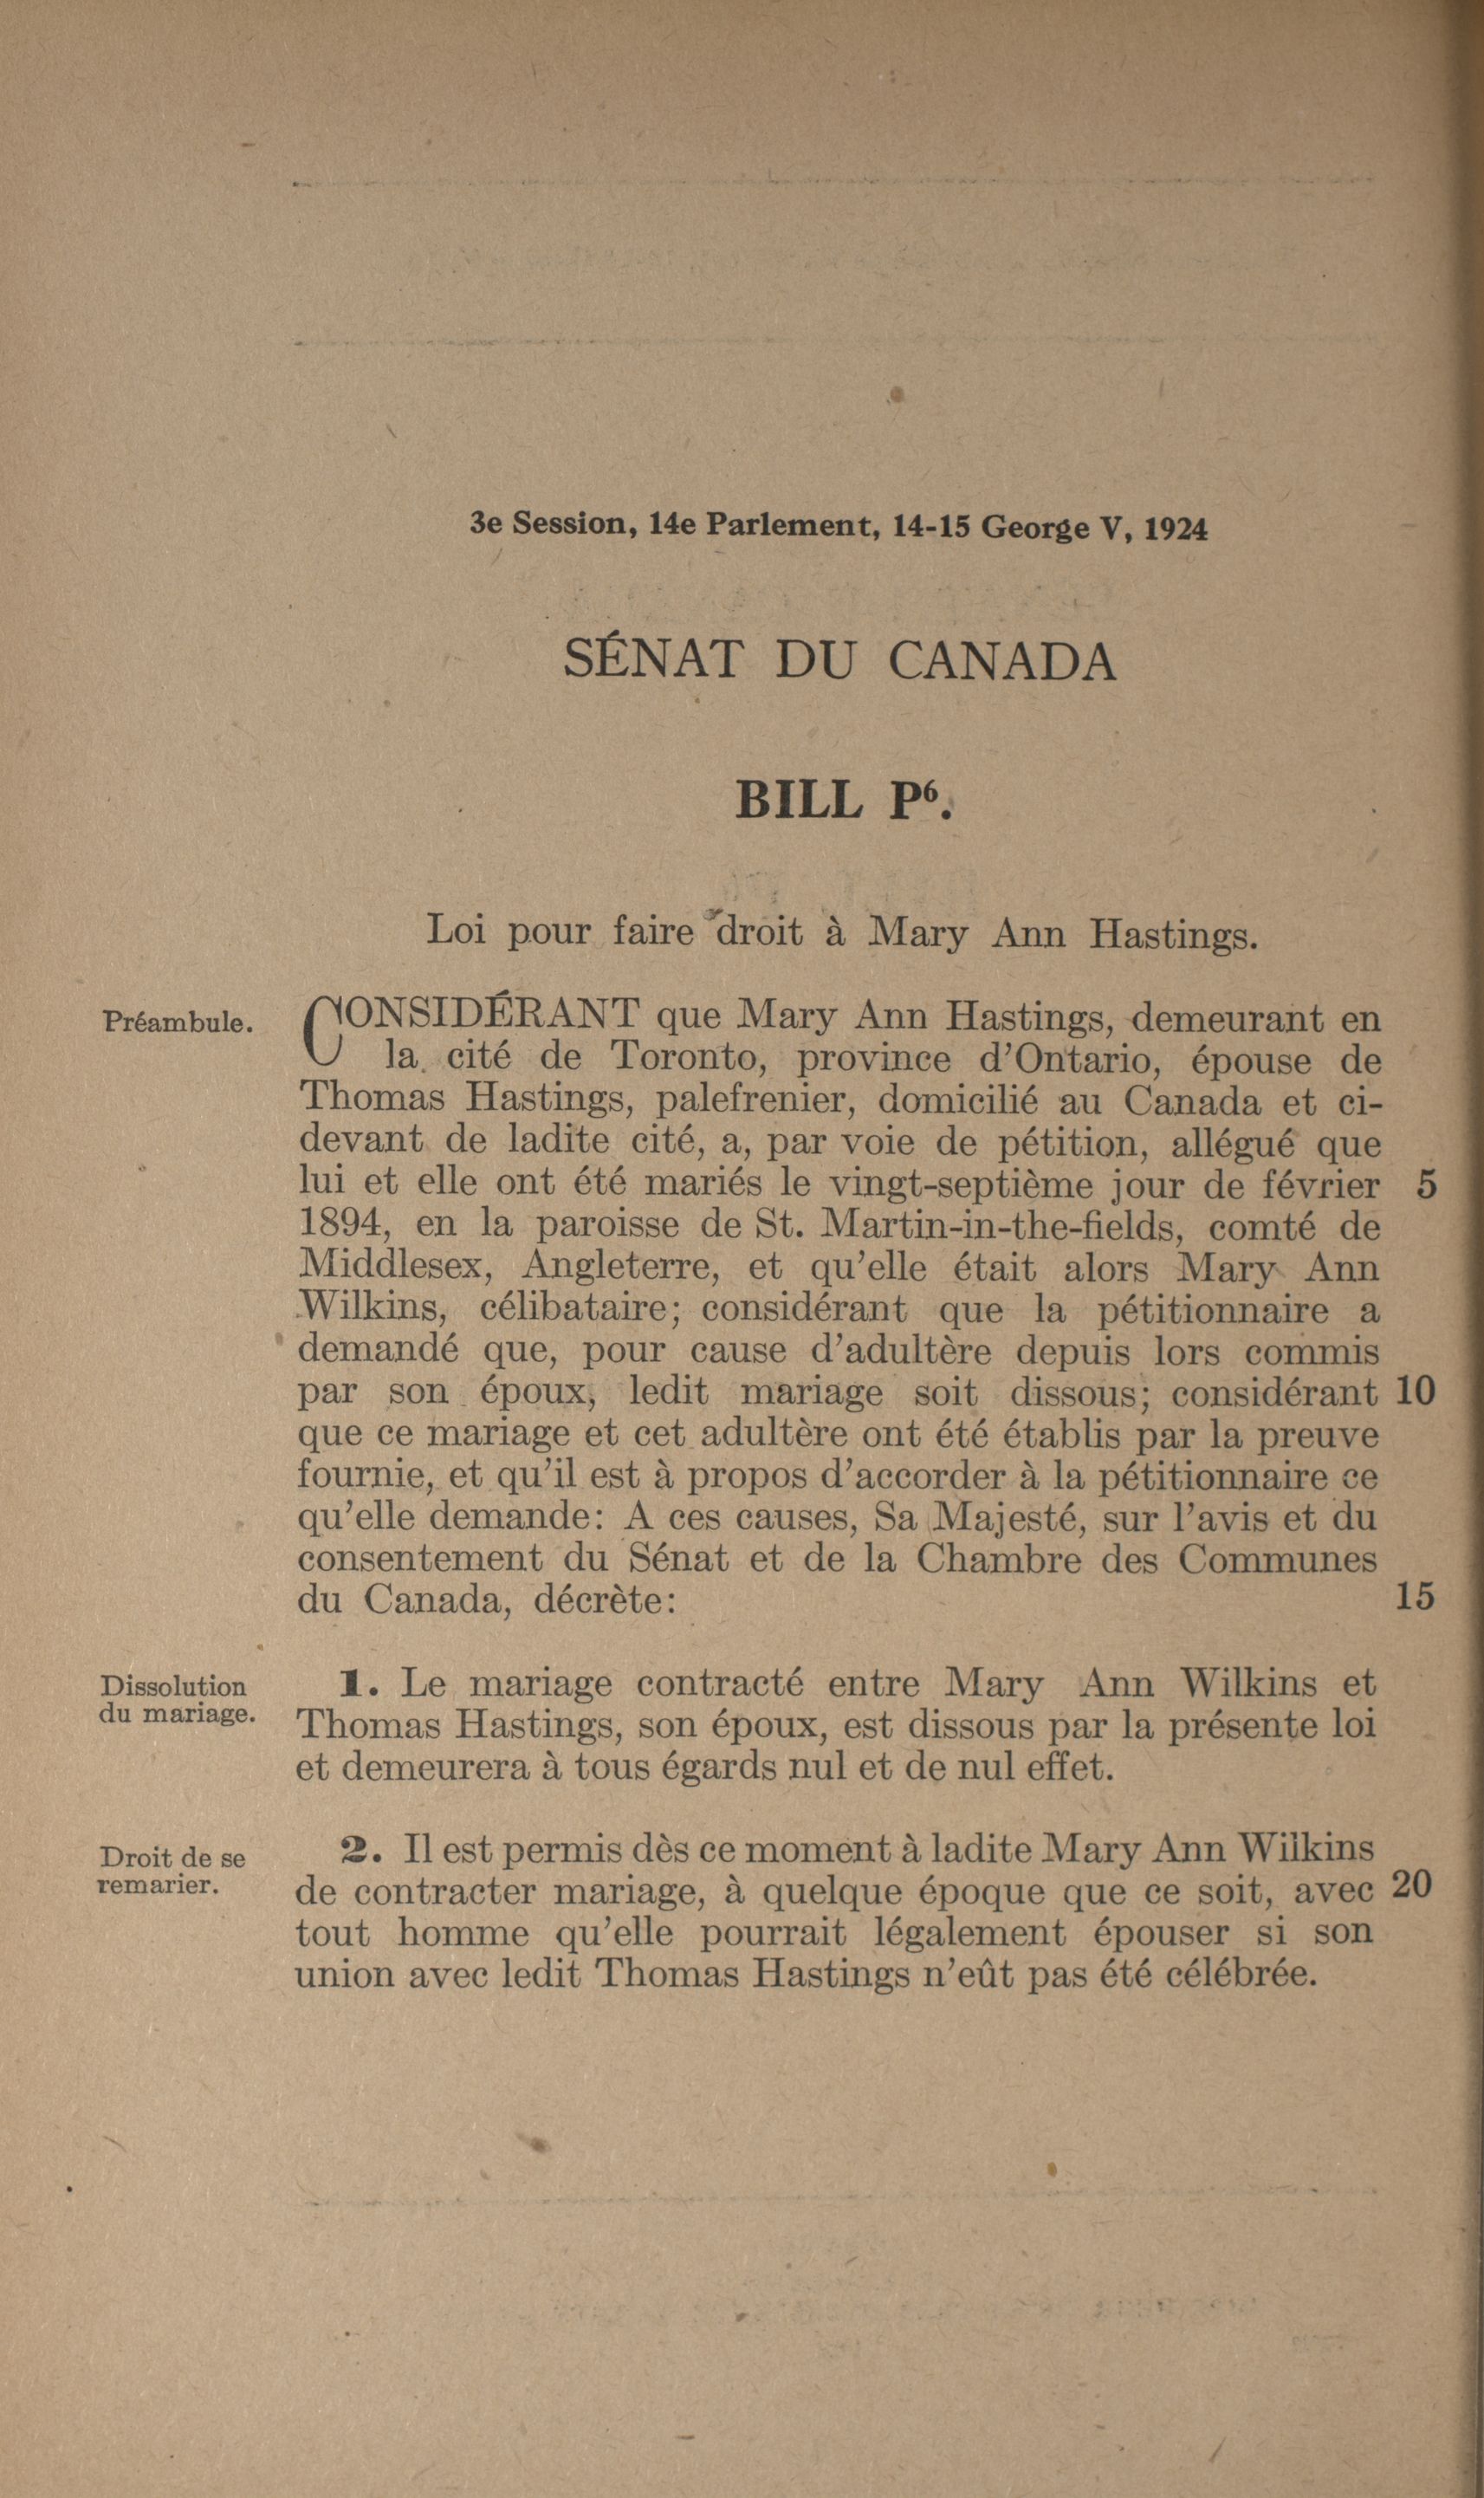 3e Session, 14e Parlement, 14-15 George V, 1924
SÉNAT DU CANADA
BILL P⁶.
Loi pour faire droit à Mary Ann Hastings.
Préambule.
CONSIDÉRANT que Mary Ann Hastings, demeurant en
la cité de Toronto, province d'Ontario, épouse de
Thomas Hastings, palefrenier, domicilié au Canada et ci-
devant de ladite cité, a, par voie de pétition, allégué que
lui et elle ont été mariés le vingt-septième jour de février 5
1894, en la paroisse de St. Martin-in-the-fields, comté de
Middlesex, Angleterre, et qu'elle était alors Mary Ann
Wilkins, célibataire; considérant que la pétitionnaire a
demandé que, pour cause d'adultère depuis lors commis
par son époux, ledit mariage soit dissous; considérant 10
que ce mariage et cet adultère ont été établis par la preuve
fournie, et qu'il est à propos d'accorder à la pétitionnaire ce
qu'elle demande: A ces causes, Sa Majesté, sur l'avis et du
consentement du Sénat et de la Chambre des Communes
du Canada, décrète: 15
Dissolution
du mariage.
1. Le mariage contracté entre Mary Ann Wilkins et
Thomas Hastings, son époux, est dissous par la présente loi
et demeurera à tous égards nul et de nul effet.
Droit de se
remarier.
2. Il est permis dès ce moment à ladite Mary Ann Wilkins
de contracter mariage, à quelque époque que ce soit, avec 20
tout homme qu'elle pourrait légalement épouser si son
union avec ledit Thomas Hastings n'eût pas été célébrée.